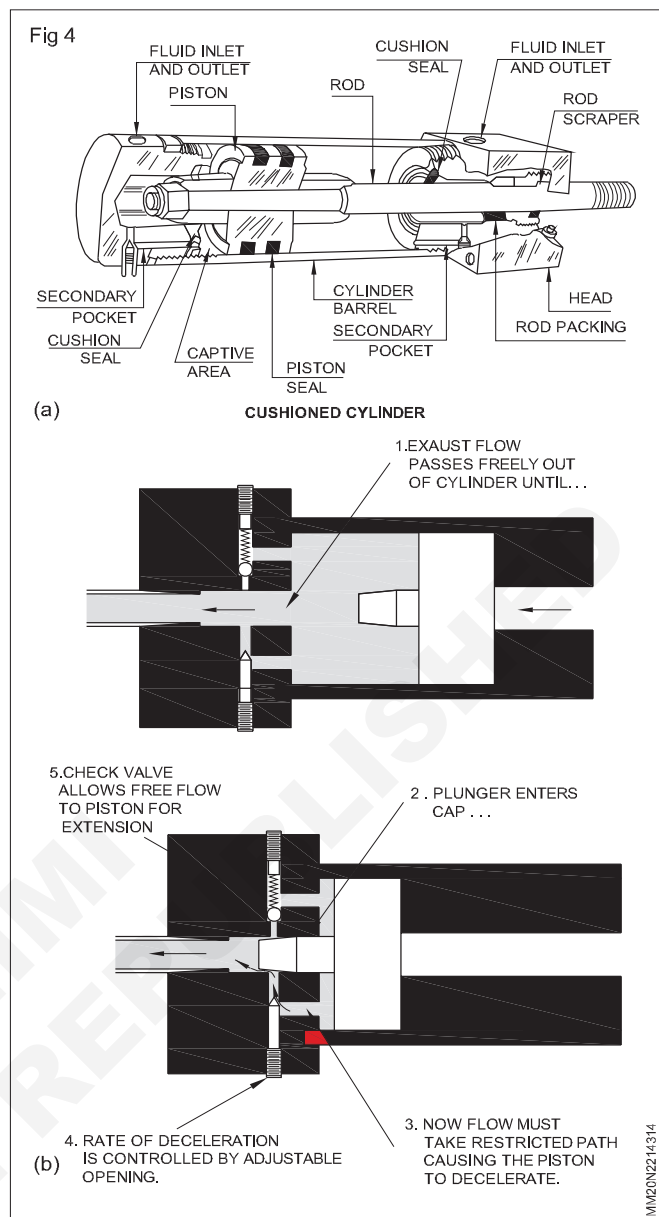 Fig 4
FLUID INLET
AND OUTLET
PISTON
ROD
CUSHION
SEAL
FLUID INLET
AND OUTLET
ROD
SCRAPER
SECONDARY
POCKET
CUSHION
SEAL
CAPTIVE
AREA
PISTON
SEAL
CYLINDER
BARREL
SECONDARY
POCKET
ROD PACKING
HEAD
(a)
CUSHIONED CYLINDER
1.EXAUST FLOW
PASSES FREELY OUT
OF CYLINDER UNTIL...
5.CHECK VALVE
ALLOWS FREE FLOW
TO PISTON FOR
EXTENSION
2 . PLUNGER ENTERS
CAP ...
4. RATE OF DECELERATION
IS CONTROLLED BY ADJUSTABLE
OPENING.
3. NOW FLOW MUST
TAKE RESTRICTED PATH
CAUSING THE PISTON
TO DECELERATE.
(b)
MM20N2214314
REPUBLISHED